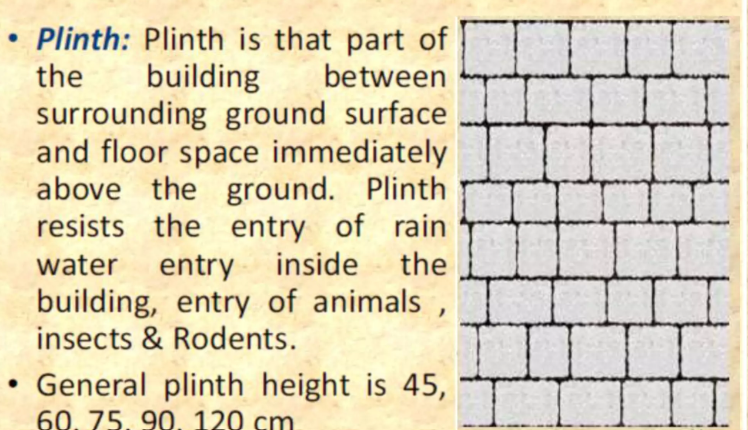 • Plinth: Plinth is that part of
the building between
surrounding ground surface
and floor space immediately
above the ground. Plinth
resists the entry of rain
water entry inside the
building, entry of animals ,
insects & Rodents.
• General plinth height is 45,
60, 75, 90, 120 cm